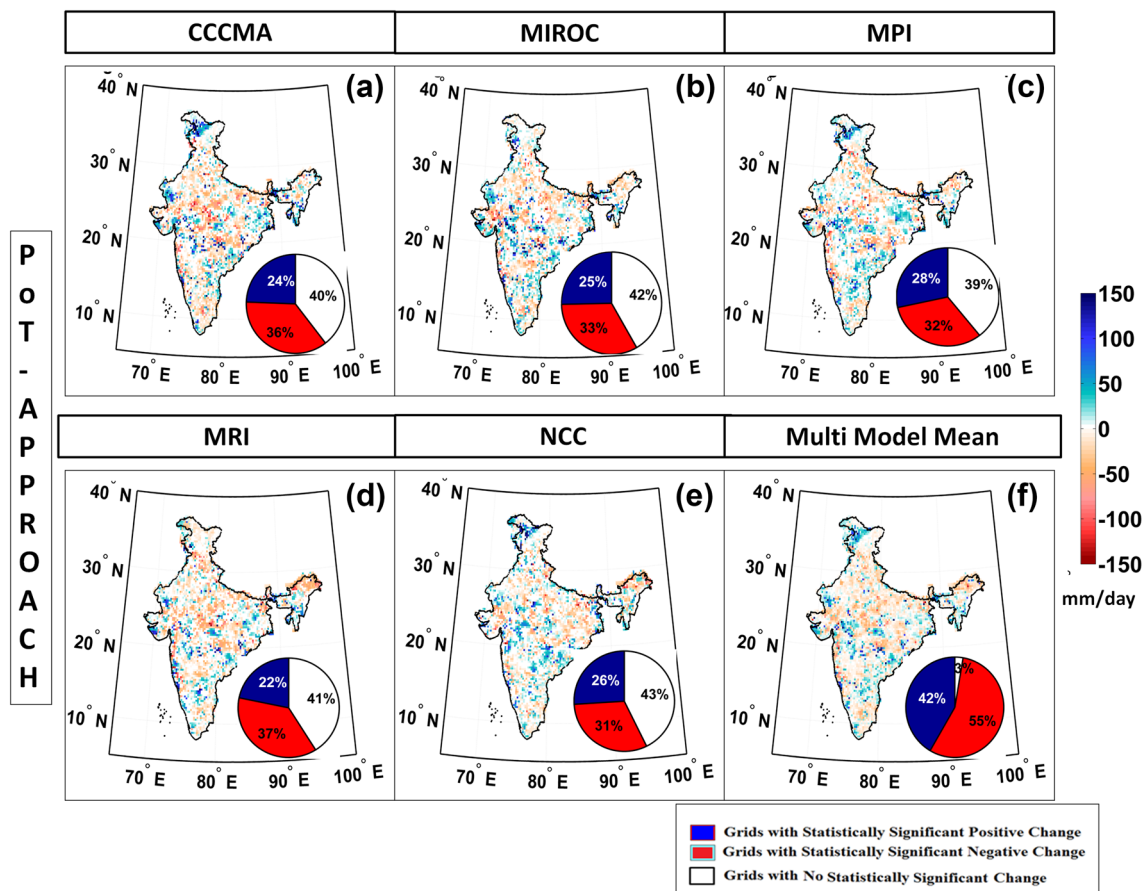 CCCMA
MIROC
MPI
PoT-APPROACH
40° N
30° N
20° N
10° N
70° E
80° E
90° E
100° E
(a)
24%
40%
36%
40° N
30° N
20° N
10° N
70° E
80° E
90° E
100° E
(b)
25%
42%
33%
40° N
30° N
20° N
10° N
70° E
80° E
90° E
100° E
(c)
28%
39%
32%
150
100
50
0
-50
-100
-150
mm/day
MRI
NCC
Multi Model Mean
40° N
30° N
20° N
10° N
70° E
80° E
90° E
100° E
(d)
22%
41%
37%
40° N
30° N
20° N
10° N
70° E
80° E
90° E
100° E
(e)
26%
43%
31%
40° N
30° N
20° N
10° N
70° E
80° E
90° E
100° E
(f)
3%
42%
55%
Grids with Statistically Significant Positive Change
Grids with Statistically Significant Negative Change
Grids with No Statistically Significant Change